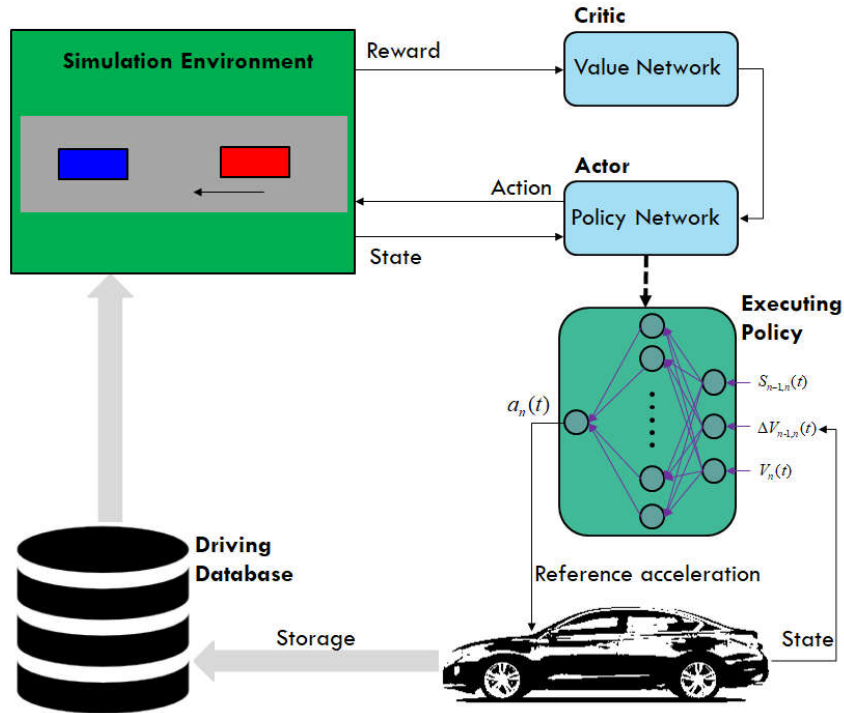 Simulation Environment
Reward
Critic
Value Network
Action
Actor
Policy Network
State
Executing
Policy
S_{n-1,n}(t)
a_n(t)
ΔV_{n-1,n}(t)
V_n(t)
Driving
Database
Reference acceleration
Storage
State